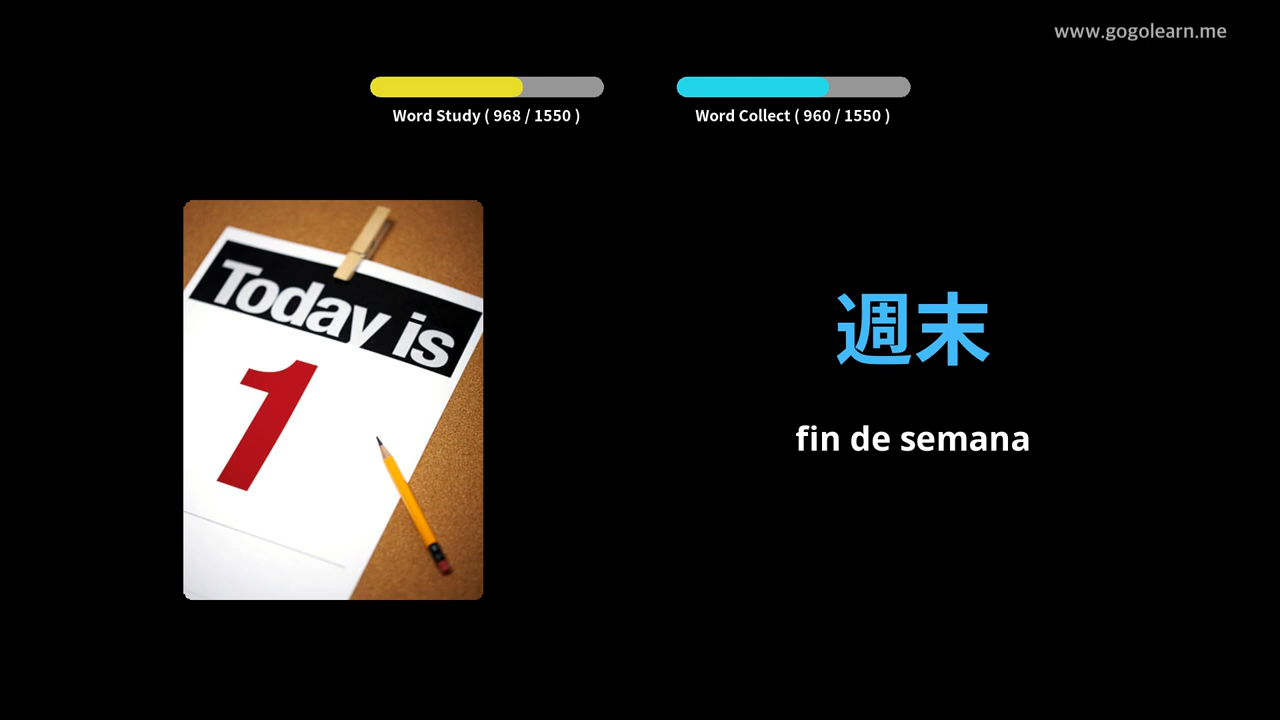 www.gogolearn.me
Word Study ( 968 / 1550 )
Word Collect ( 960 / 1550 )
Today is
1
週末
fin de semana